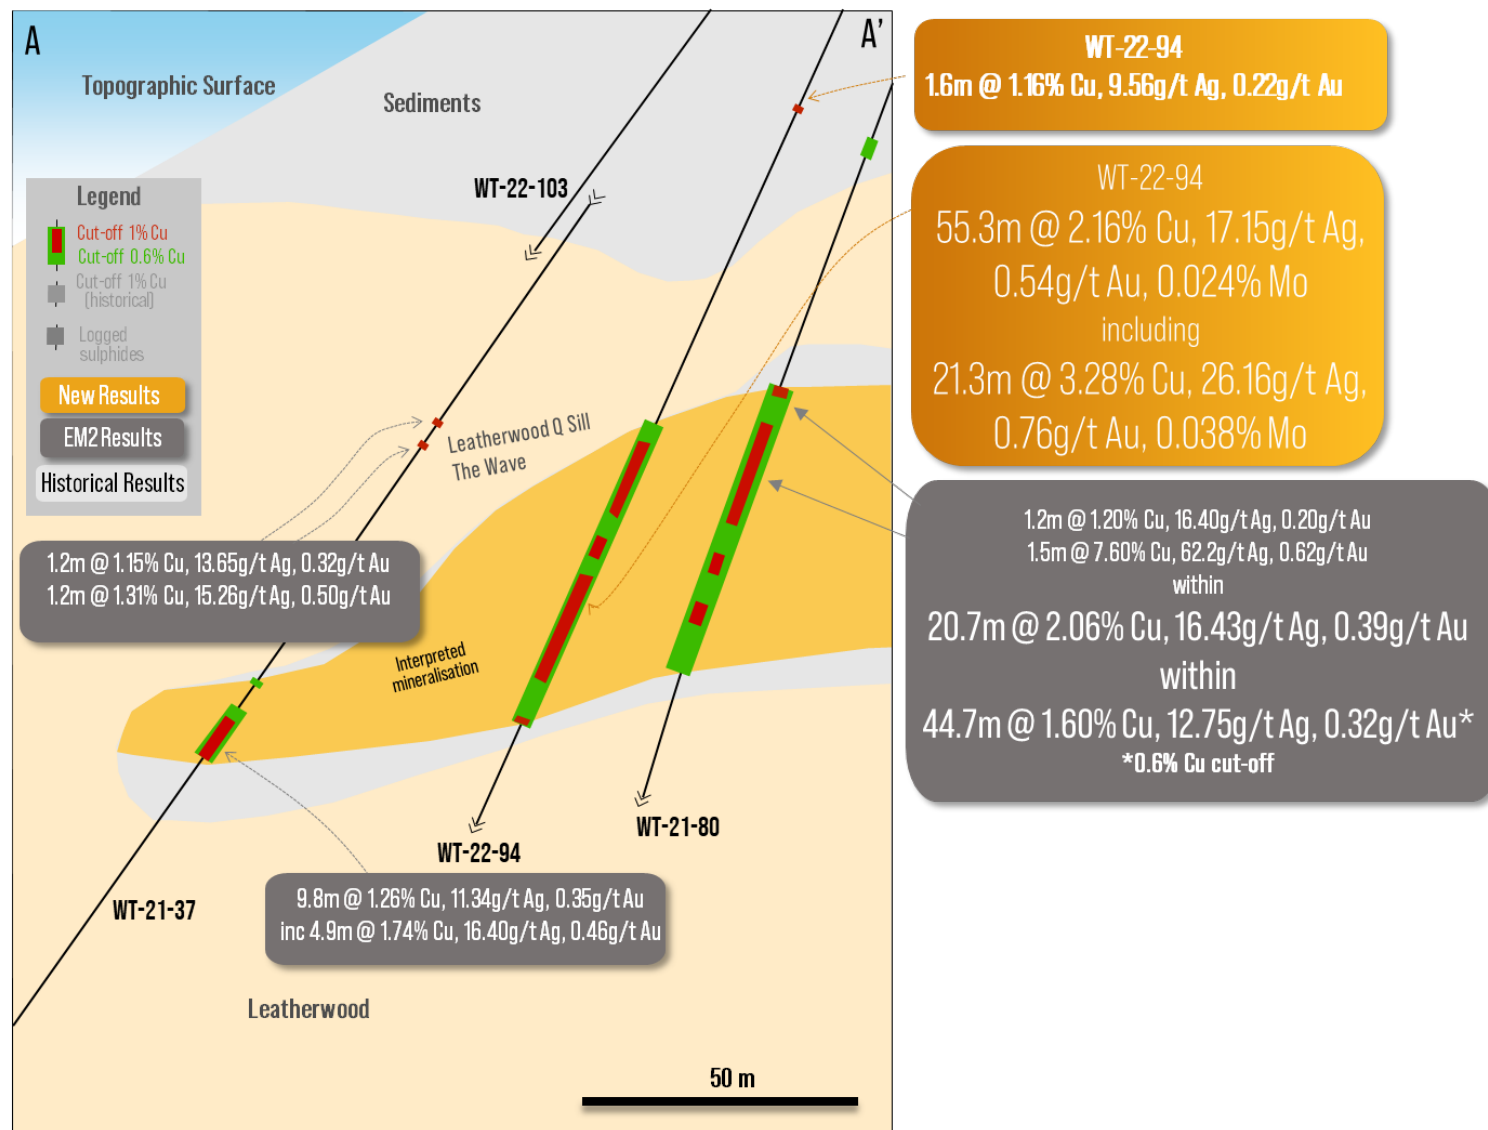 A
A'
Topographic Surface
Sediments
WT-22-103
Legend
Cut-off 1% Cu
Cut-off 0.6% Cu
Cut-off 1% Cu
(historical)
Logged
sulphides
New Results
EM2 Results
Historical Results
Leatherwood Q Sill
The Wave
1.2m @ 1.15% Cu, 13.65g/t Ag, 0.32g/t Au
1.2m @ 1.31% Cu, 15.26g/t Ag, 0.50g/t Au
Interpreted
mineralisation
WT-21-80
WT-22-94
WT-21-37
9.8m @ 1.26% Cu, 11.34g/t Ag, 0.35g/t Au
inc 4.9m @ 1.74% Cu, 16.40g/t Ag, 0.46g/t Au
Leatherwood
50 m
WT-22-94
1.6m @ 1.16% Cu, 9.56g/t Ag, 0.22g/t Au
WT-22-94
55.3m @ 2.16% Cu, 17.15g/t Ag,
0.54g/t Au, 0.024% Mo
including
21.3m @ 3.28% Cu, 26.16g/t Ag,
0.76g/t Au, 0.038% Mo
1.2m @ 1.20% Cu, 16.40g/t Ag, 0.20g/t Au
1.5m @ 7.60% Cu, 62.2g/t Ag, 0.62g/t Au
within
20.7m @ 2.06% Cu, 16.43g/t Ag, 0.39g/t Au
within
44.7m @ 1.60% Cu, 12.75g/t Ag, 0.32g/t Au*
*0.6% Cu cut-off